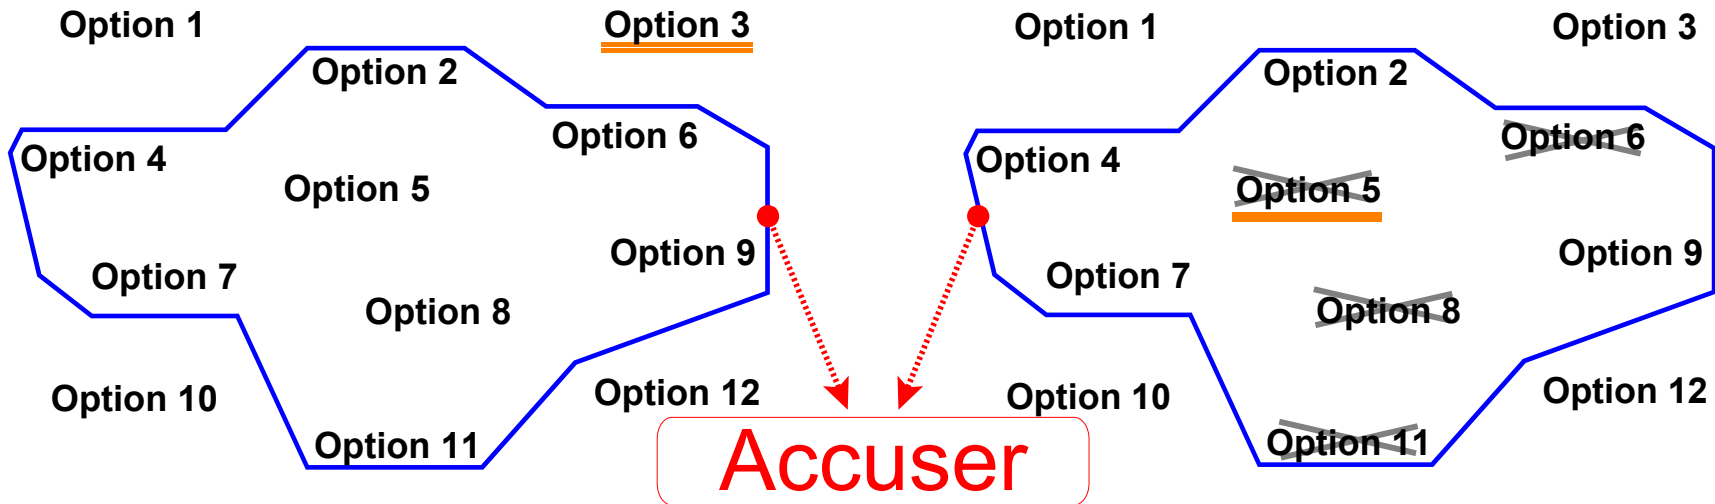 Option 1
Option 3
Option 2
Option 6
Option 4
Option 5
Option 9
Option 7
Option 8
Option 12
Option 10
Option 11
Option 1
Option 3
Option 2
Option 6
Option 4
Option 5
Option 9
Option 7
Option 8
Option 12
Option 10
Option 11
Accuser